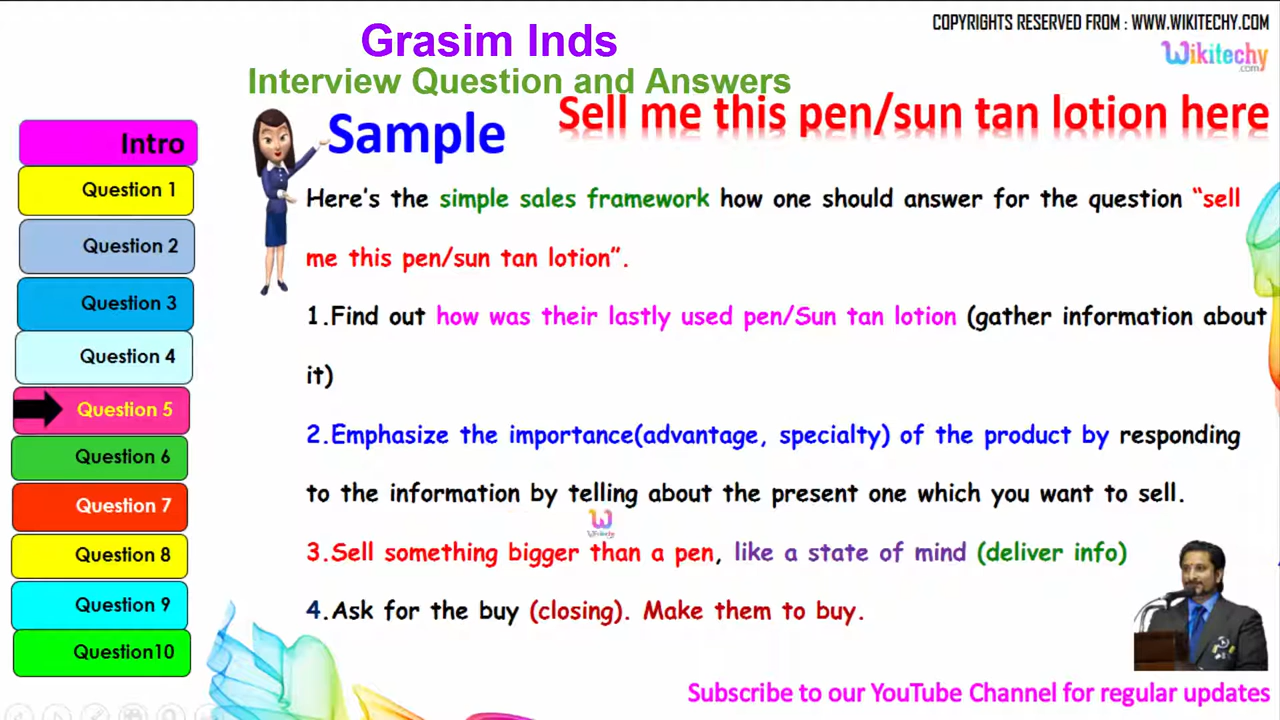 COPYRIGHTS RESERVED FROM : WWW.WIKITECHY.COM
Grasim Inds
Wikitechy
.com
Interview Question and Answers
Sell me this pen/sun tan lotion here
Sample
Intro
Question 1
Question 2
Question 3
Question 4
Question 5
Question 6
Question 7
Question 8
Question 9
Question10
Here's the simple sales framework how one should answer for the question “sell
me this pen/sun tan lotion”.
1.Find out how was their lastly used pen/Sun tan lotion (gather information about
it)
2.Emphasize the importance(advantage, specialty) of the product by responding
to the information by telling about the present one which you want to sell.
W
Wikitechy
3.Sell something bigger than a pen, like a state of mind (deliver info)
4.Ask for the buy (closing). Make them to buy.
Subscribe to our YouTube Channel for regular updates